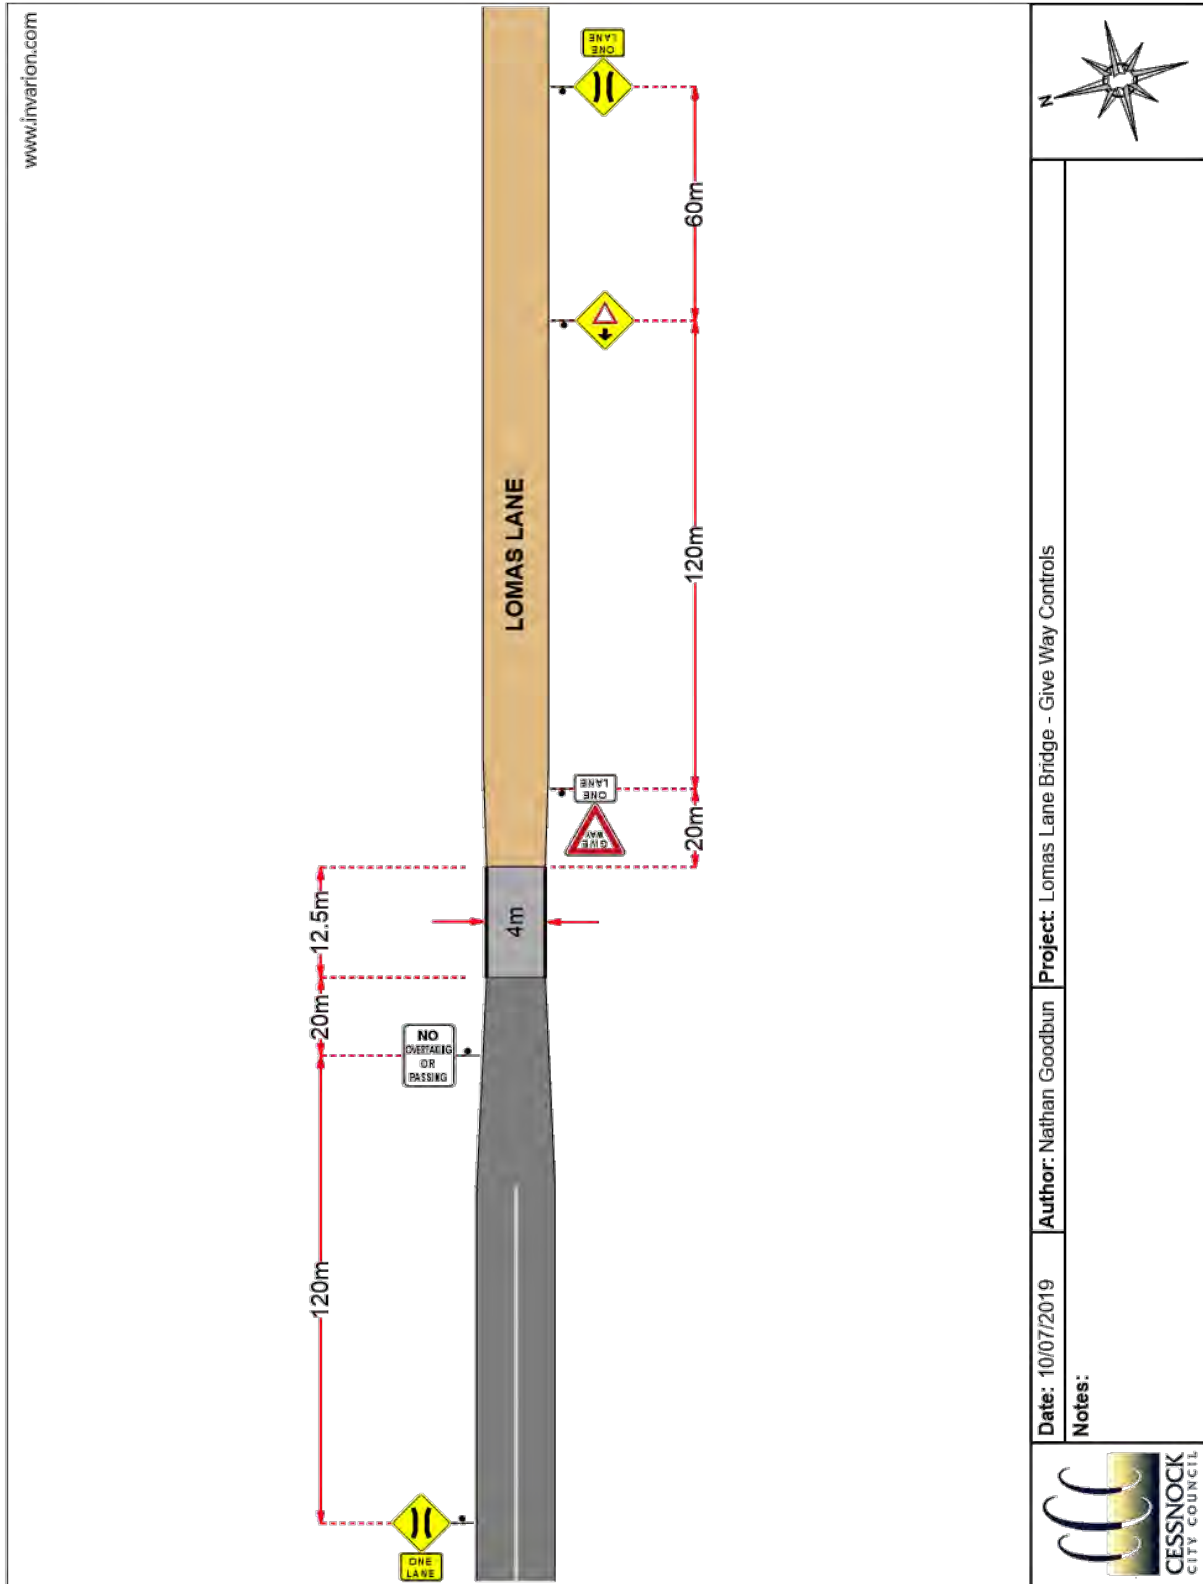 www.invarion.com
ONE
LANE
60m
120m
LOMAS LANE
ONE
LANE
GIVE
WAY
20m
12.5m
4m
20m
NO
OVERTAKING
OR
PASSING
120m
ONE
LANE
N
Date: 10/07/2019
Author: Nathan Goodbun
Project: Lomas Lane Bridge - Give Way Controls
Notes:
CESSNOCK
CITY COUNCIL